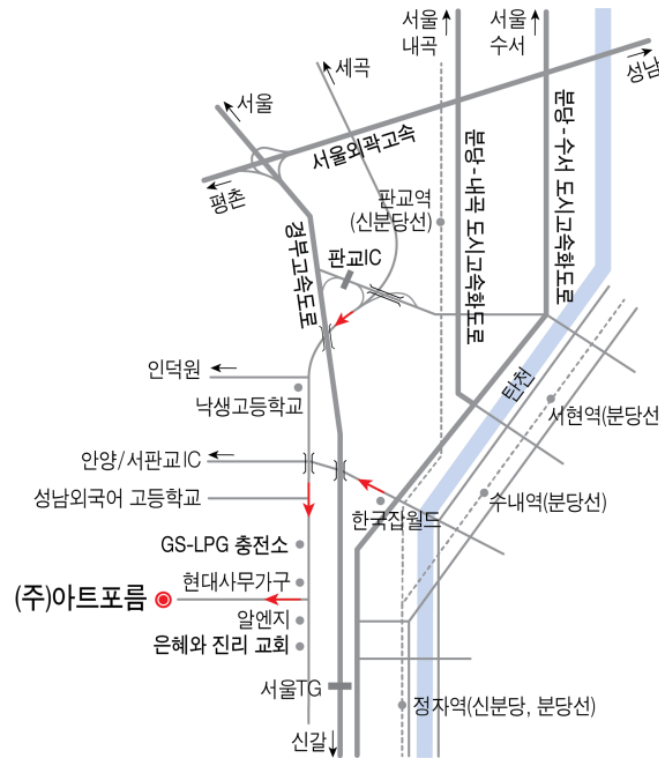 서울
내곡
서울
수서
세곡
성남
서울
서울외곽고속
평촌
분당-내곡 도시고속화도로
분당-수서 도시고속화도로
판교역
(신분당선)
경부고속도로
판교IC
인덕원
낙생고등학교
탄천
서현역(분당선
안양/서판교IC
성남외국어 고등학교
한국잡월드
수내역(분당선)
GS-LPG 충전소
현대사무가구
(주)아트포름
알엔지
은혜와 진리 교회
서울TG
정자역(신분당, 분당선)
신갈